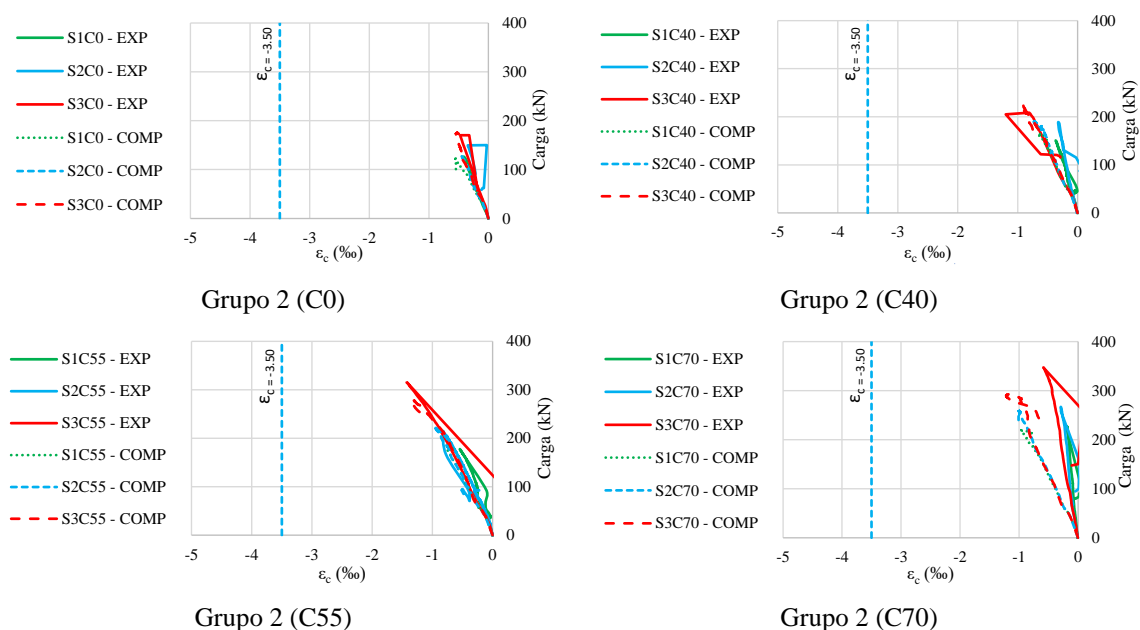 S1C0 - EXP
S2C0 - EXP
S3C0 - EXP
S1C0 - COMP
S2C0 - COMP
S3C0 - COMP
εc = -3.50
400
300
200
100
0
Carga (kN)
-5 -4 -3 -2 -1 0
εc (‰)
Grupo 2 (C0)
S1C40 - EXP
S2C40 - EXP
S3C40 - EXP
S1C40 - COMP
S2C40 - COMP
S3C40 - COMP
εc = -3.50
400
300
200
100
0
Carga (kN)
-5 -4 -3 -2 -1 0
εc (‰)
Grupo 2 (C40)
S1C55 - EXP
S2C55 - EXP
S3C55 - EXP
S1C55 - COMP
S2C55 - COMP
S3C55 - COMP
εc = -3.50
400
300
200
100
0
Carga (kN)
-5 -4 -3 -2 -1 0
εc (‰)
Grupo 2 (C55)
S1C70 - EXP
S2C70 - EXP
S3C70 - EXP
S1C70 - COMP
S2C70 - COMP
S3C70 - COMP
εc = -3.50
400
300
200
100
0
Carga (kN)
-5 -4 -3 -2 -1 0
εc (‰)
Grupo 2 (C70)